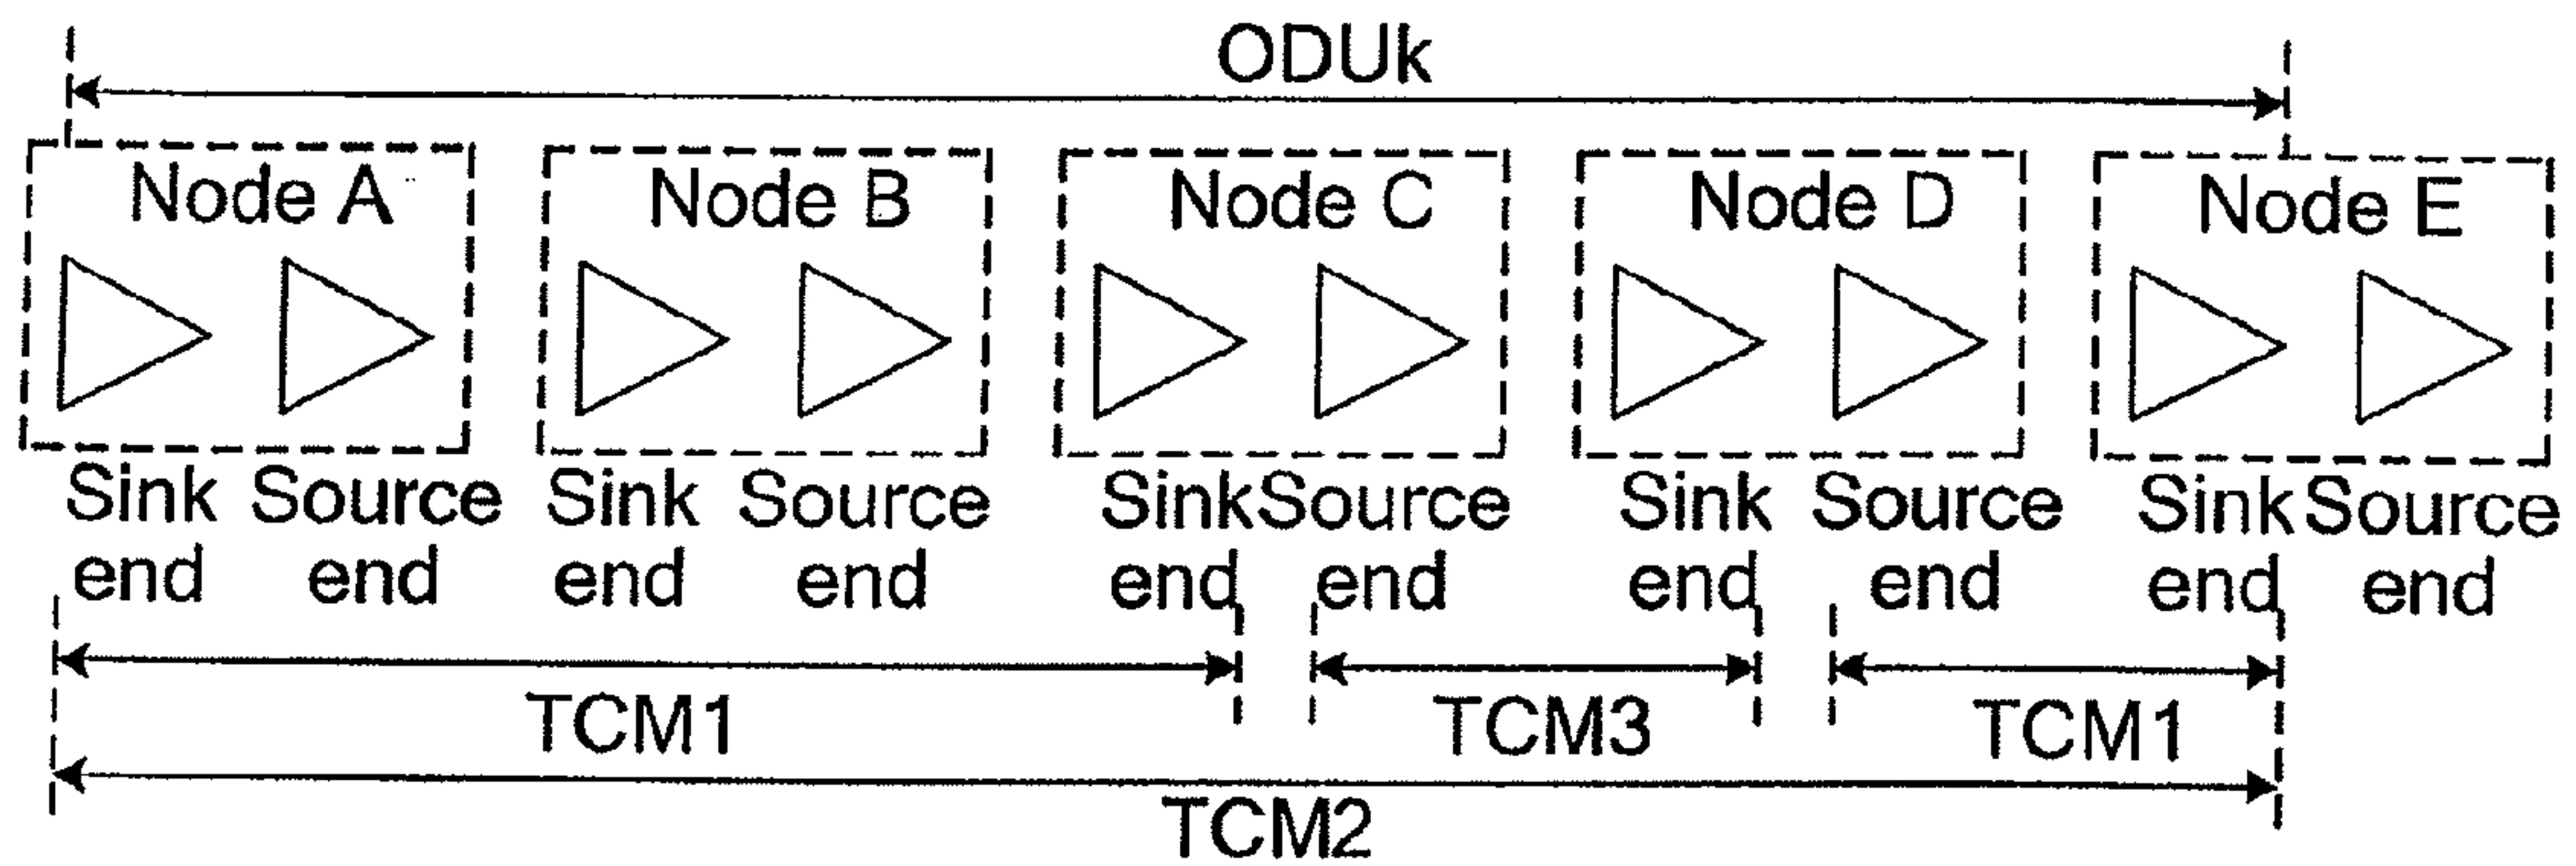 ODUk
Node A
Node B
Node C
Node D
Node E
Sink end
Source end
Sink end
Source end
Sink end
Source end
Sink end
Source end
Sink end
Source end
TCM1
TCM3
TCM1
TCM2